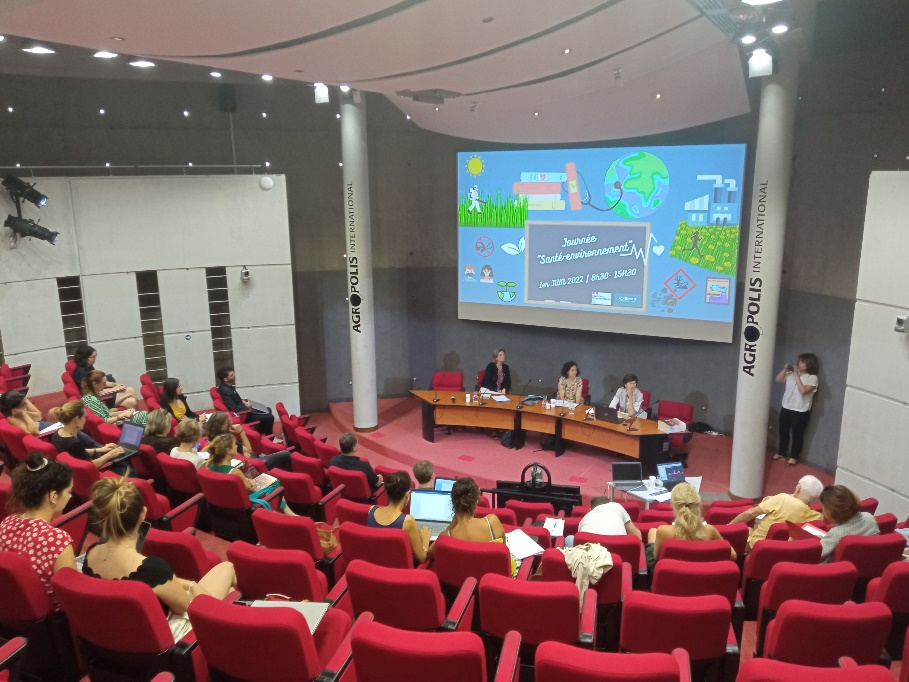 AGROPOLIS INTERNATIONAL
Journée
"Santé-environnement"
1er JUIN 2022 | 8h30- 15H30
AGROPOLIS INTERNATIONAL